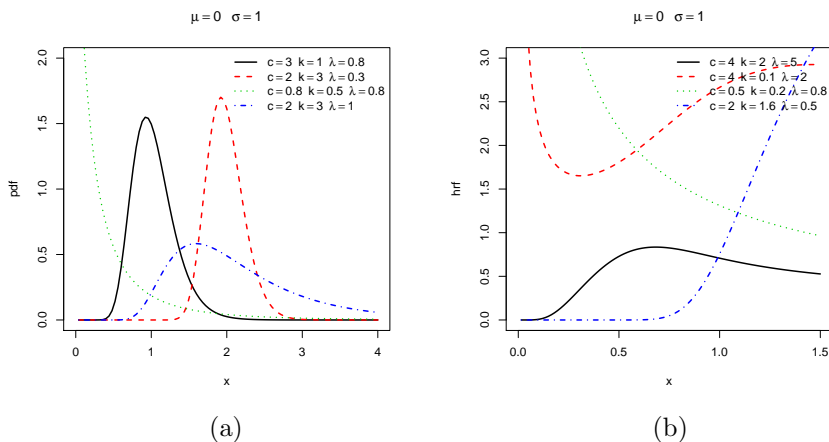 μ=0 σ=1
pdf
2.0
1.5
1.0
0.5
0.0
c=3 k=1 λ=0.8
c=2 k=3 λ=0.3
c=0.8 k=0.5 λ=0.8
c=2 k=3 λ=1
0 1 2 3 4
x
(a)
μ=0 σ=1
hrf
3.0
2.5
2.0
1.5
1.0
0.5
0.0
c=4 k=2 λ=5
c=4 k=0.1 λ=2
c=0.5 k=0.2 λ=0.8
c=2 k=1.6 λ=0.5
0.0 0.5 1.0 1.5
x
(b)